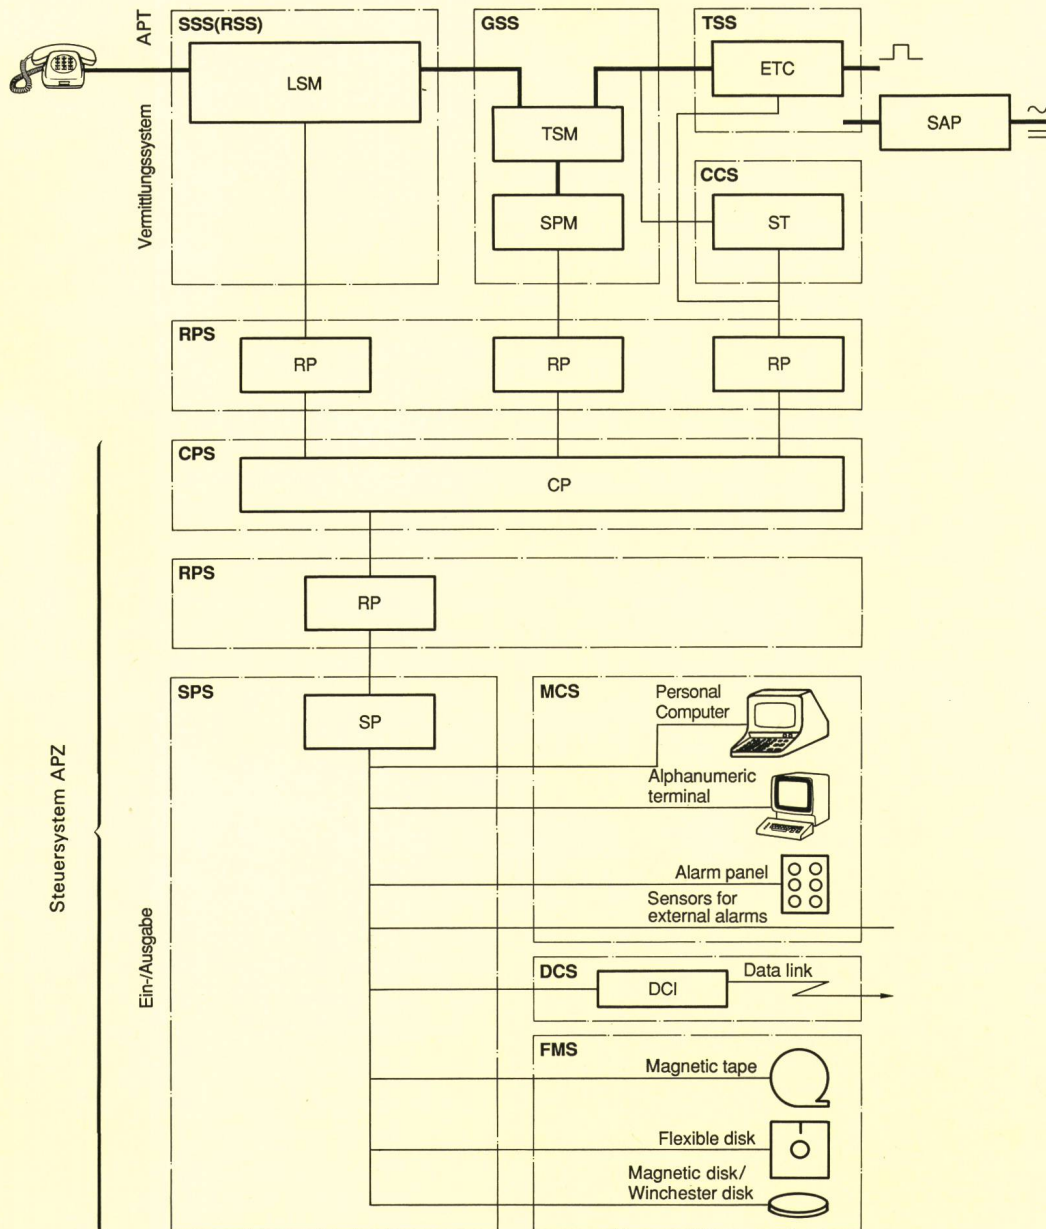 APT
SSS(RSS)
GSS
TSS
LSM
ETC
TSM
SAP
Vermittlungssystem
CCS
SPM
ST
RPS
RP
RP
RP
CPS
CP
RPS
RP
SPS
SP
MCS
Personal
Computer
Alphanumeric
terminal
Alarm panel
Sensors for
external alarms
Steuersystem APZ
Ein-/Ausgabe
DCS
DCI
Data link
FMS
Magnetic tape
Flexible disk
Magnetic disk/
Winchester disk